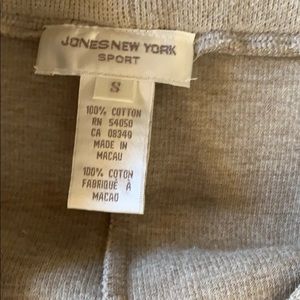 JONES NEW YORK
SPORT
S
100% COTTON
RN 54050
CA 08349
MADE IN
MACAU
100% COTON
FABRIQUÉ À
MACAO